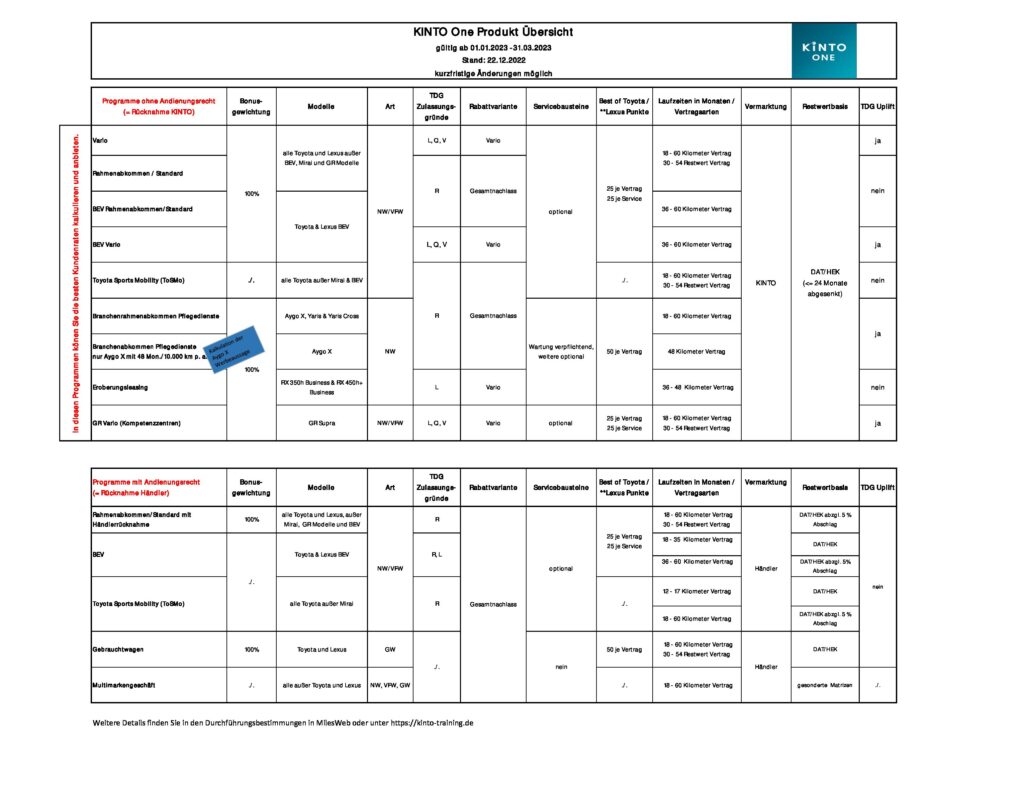 KINTO One Produkt Übersicht
gültig ab 01.01.2023 -31.03.2023
Stand: 22.12.2022
kurzfristige Änderungen möglich
KINTO
ONE
In diesen Programmen könen Sie die besten Kundenraten kalkulieren und anbieten.
Programme ohne Andienungsrecht
(= Rücknahme KINTO)
Bonus-
gewichtung
Modelle
Art
TDG
Zulassungs-
gründe
Rabattvariante
Servicebausteine
Best of Toyota /
**Lexus Punkte
Laufzeiten in Monaten /
Vertragsarten
Vermarktung
Restwertbasis
TDG Uplift
Vario
Rahmenabkommen / Standard
BEV Rahmenabkommen/Standard
BEV Vario
Toyota Sports Mobility (ToSMo)
Branchenrahmenabkommen Pflegedienste
Branchenabkommen Pflegedienste
nur Aygo X mit 48 Mon./10.000 km p. a.
Eroberungsleasing
GR Vario (Kompetenzzentren)
100%
./.
100%
Kalkulation der
Aygo X
Werbeaussage
alle Toyota und Lexus außer
BEV, Mirai und GR Modelle
Toyota & Lexus BEV
alle Toyota außer Mirai & BEV
Aygo X, Yaris & Yaris Cross
Aygo X
RX 350h Business & RX 450h+
Business
GR Supra
NW/VFW
NW
NW/VFW
L, Q, V
R
L, Q, V
R
L
L, Q, V
Vario
Gesamtnachlass
Vario
Gesamtnachlass
Vario
Vario
optional
Wartung verpflichtend,
weitere optional
optional
25 je Vertrag
25 je Service
./.
50 je Vertrag
25 je Vertrag
25 je Service
18 - 60 Kilometer Vertrag
30 - 54 Restwert Vertrag
36 - 60 Kilometer Vertrag
36 - 60 Kilometer Vertrag
18 - 60 Kilometer Vertrag
30 - 54 Restwert Vertrag
18 - 60 Kilometer Vertrag
48 Kilometer Vertrag
36 - 48 Kilometer Vertrag
18 - 60 Kilometer Vertrag
30 - 54 Restwert Vertrag
KINTO
DAT/HEK
(<= 24 Monate
abgesenkt)
ja
nein
ja
nein
ja
nein
ja
Programme mit Andienungsrecht
(= Rücknahme Händler)
Bonus-
gewichtung
Modelle
Art
TDG
Zulassungs-
gründe
Rabattvariante
Servicebausteine
Best of Toyota /
**Lexus Punkte
Laufzeiten in Monaten /
Vertragsarten
Vermarktung
Restwertbasis
TDG Uplift
Rahmenabkommen/Standard mit
Händlerrücknahme
BEV
Toyota Sports Mobility (ToSMo)
Gebrauchtwagen
Multimarkengeschäft
100%
./.
100%
./.
alle Toyota und Lexus, außer
Mirai, GR Modelle und BEV
Toyota & Lexus BEV
alle Toyota außer Mirai
Toyota und Lexus
alle außer Toyota und Lexus
NW/VFW
GW
NW, VFW, GW
R
R, L
R
./.
Gesamtnachlass
optional
nein
25 je Vertrag
25 je Service
./.
50 je Vertrag
./.
18 - 60 Kilometer Vertrag
30 - 54 Restwert Vertrag
18 - 35 Kilometer Vertrag
36 - 60 Kilometer Vertrag
12 - 17 Kilometer Vertrag
18 - 60 Kilometer Vertrag
18 - 60 Kilometer Vertrag
30 - 54 Restwert Vertrag
18 - 60 Kilometer Vertrag
Händler
Händler
DAT/HEK abzgl. 5 %
Abschlag
DAT/HEK
DAT/HEK abzgl. 5%
Abschlag
DAT/HEK
DAT/HEK abzgl. 5 %
Abschlag
DAT/HEK
gesonderte Matrizen
nein
./.
Weitere Details finden Sie in den Durchführungsbestimmungen in MilesWeb oder unter https://kinto-training.de